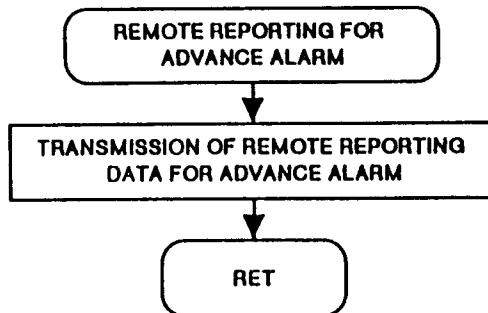 REMOTE REPORTING FOR
ADVANCE ALARM
TRANSMISSION OF REMOTE REPORTING
DATA FOR ADVANCE ALARM
RET